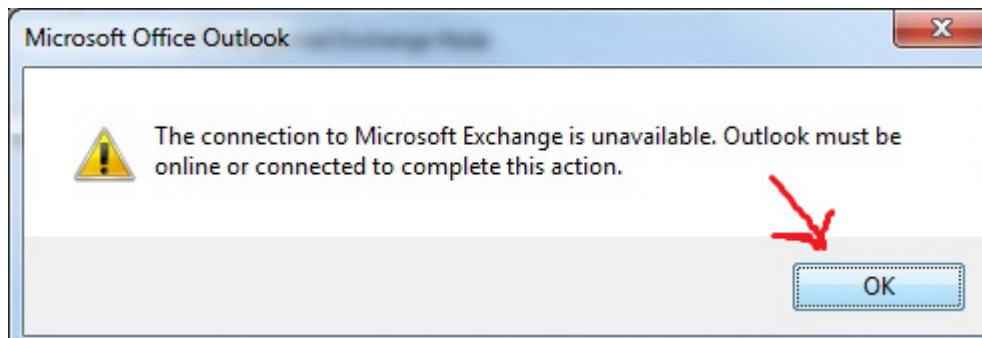 Microsoft Office Outlook
The connection to Microsoft Exchange is unavailable. Outlook must be
online or connected to complete this action.
OK